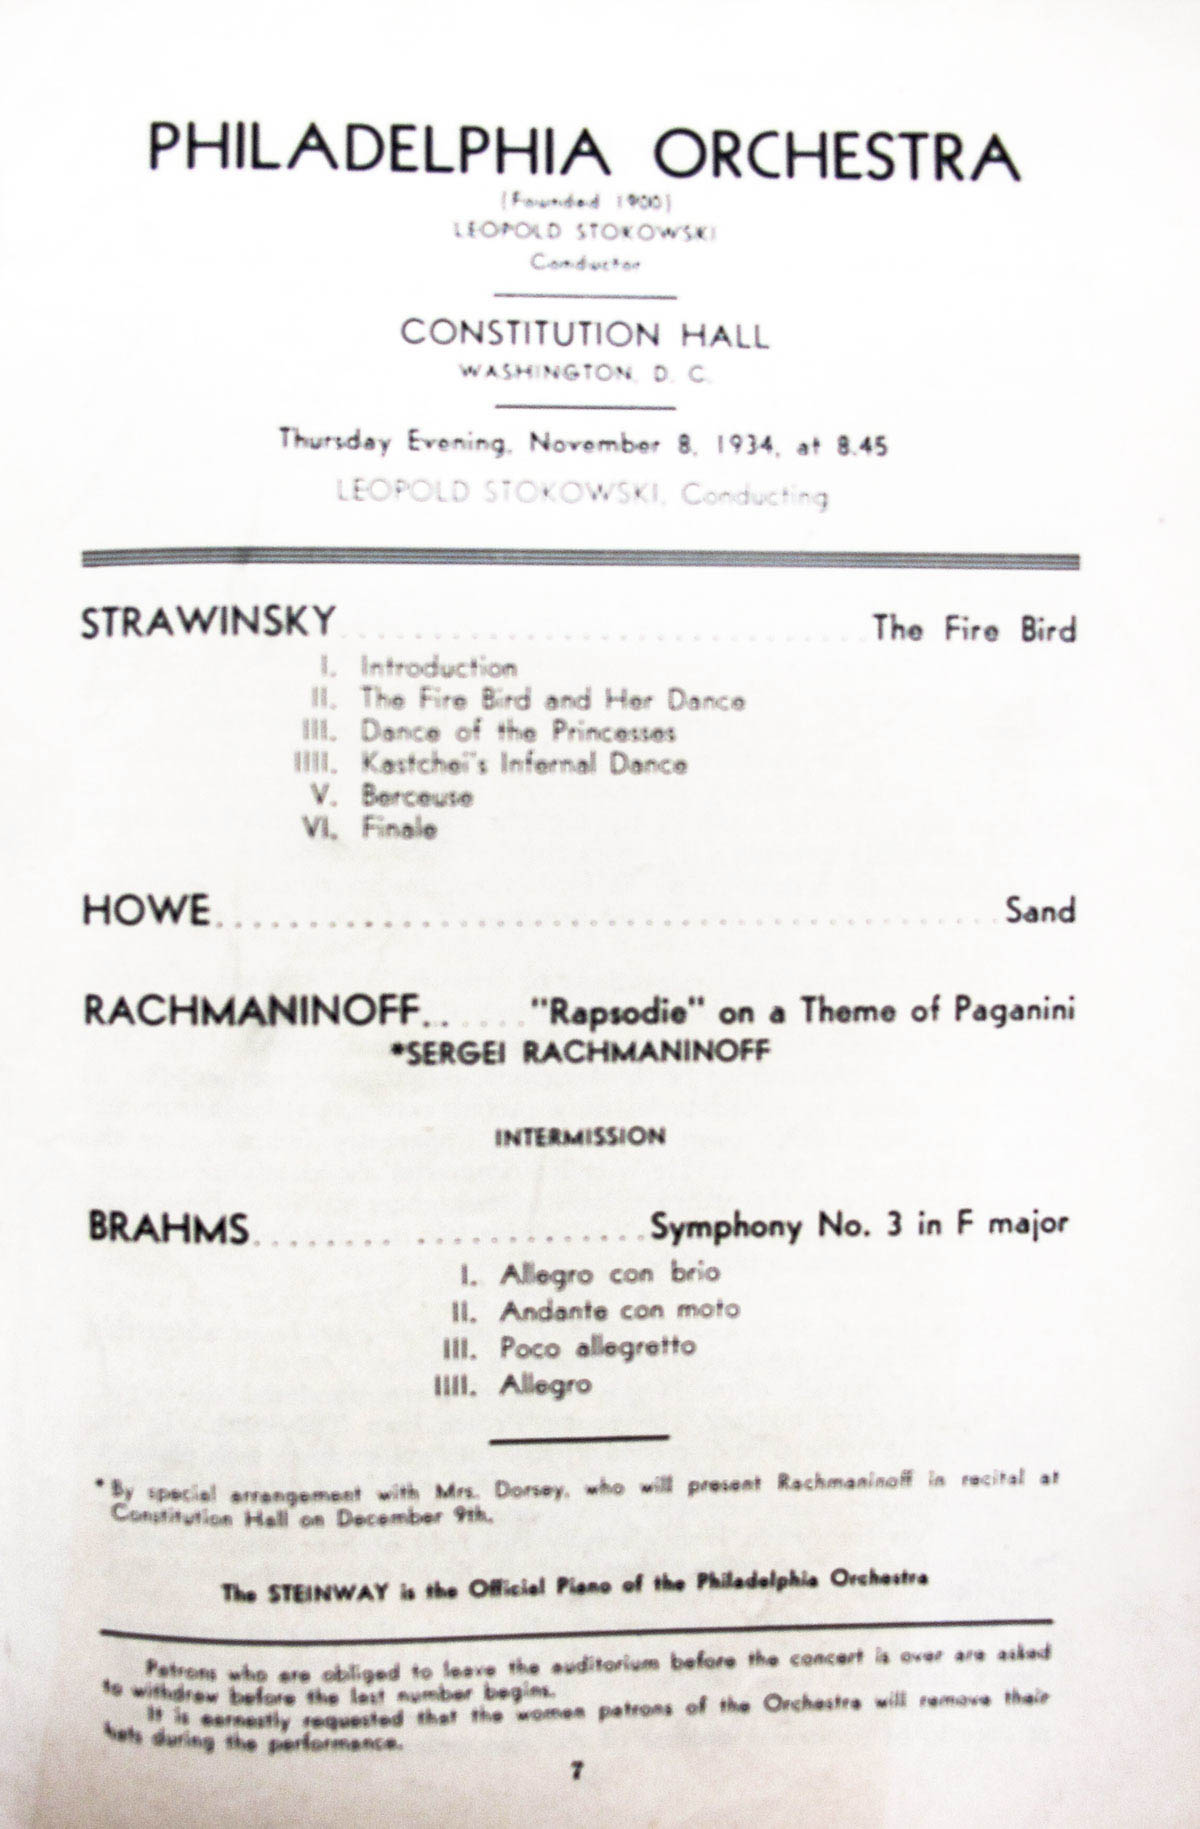 PHILADELPHIA ORCHESTRA
(Founded 1900)
LEOPOLD STOKOWSKI
Conductor
CONSTITUTION HALL
WASHINGTON, D. C.
Thursday Evening, November 8, 1934, at 8.45
LEOPOLD STOKOWSKI, Conducting
STRAWINSKY The Fire Bird
I. Introduction
II. The Fire Bird and Her Dance
III. Dance of the Princesses
IIII. Kastcheï's Infernal Dance
V. Berceuse
VI. Finale
HOWE Sand
RACHMANINOFF "Rapsodie" on a Theme of Paganini
*SERGEI RACHMANINOFF
INTERMISSION
BRAHMS Symphony No. 3 in F major
I. Allegro con brio
II. Andante con moto
III. Poco allegretto
IIII. Allegro
* By special arrangement with Mrs. Dorsey, who will present Rachmaninoff in recital at
Constitution Hall on December 9th.
The STEINWAY is the Official Piano of the Philadelphia Orchestra
Patrons who are obliged to leave the auditorium before the concert is over are asked
to withdraw before the last number begins.
It is earnestly requested that the women patrons of the Orchestra will remove their
hats during the performance.
7